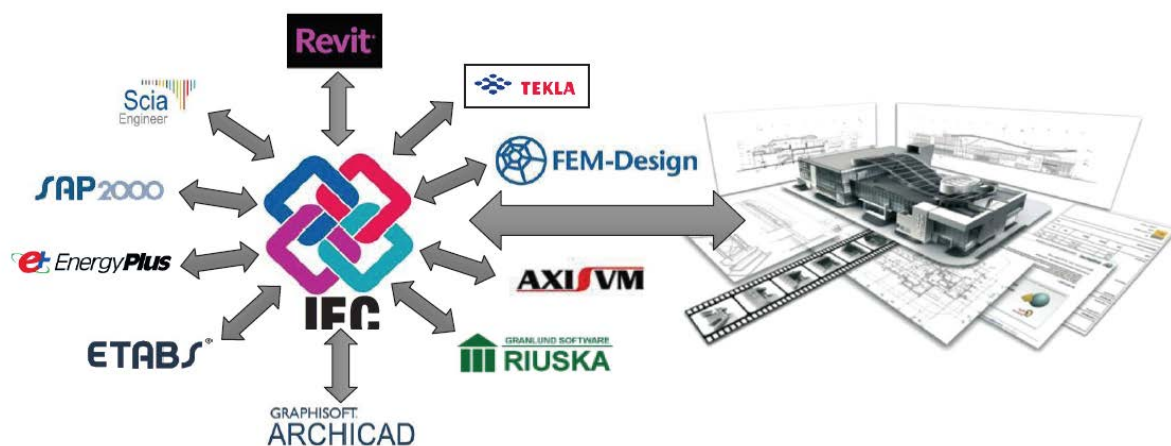 Revit
TEKLA
Scia
Engineer
FEM-Design
SAP2000
e+ EnergyPlus
AXISVM
IFC
ETABS®
GRANLUND SOFTWARE
RIUSKA
GRAPHISOFT
ARCHICAD